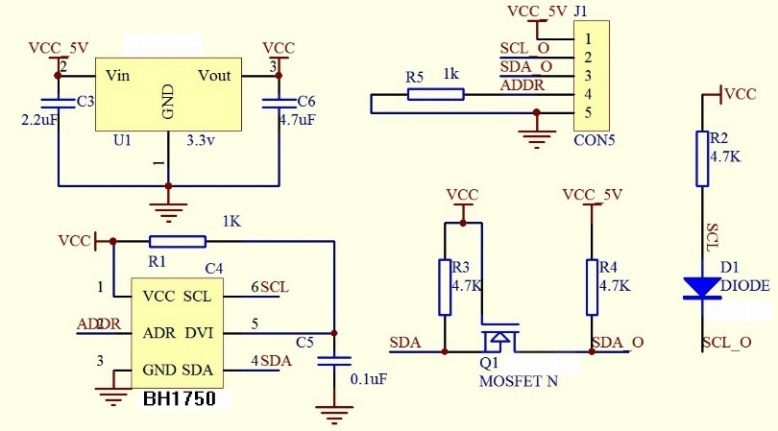 VCC_5V
VCC
2
3
Vin
Vout
GND
C3
2.2uF
C6
4.7uF
U1
3.3v
1
VCC_5V
J1
1
SCL_O
2
SDA_O
3
R5
1k
ADDR
4
5
CON5
VCC
R2
4.7K
SCL
D1
DIODE
SCL_O
1K
VCC
R1
C4
1
VCC SCL
6 SCL
ADDR
2
ADR DVI
5
3
GND SDA
4 SDA
C5
0.1uF
BH1750
VCC
VCC_5V
R3
4.7K
R4
4.7K
SDA
SDA_O
Q1
MOSFET N